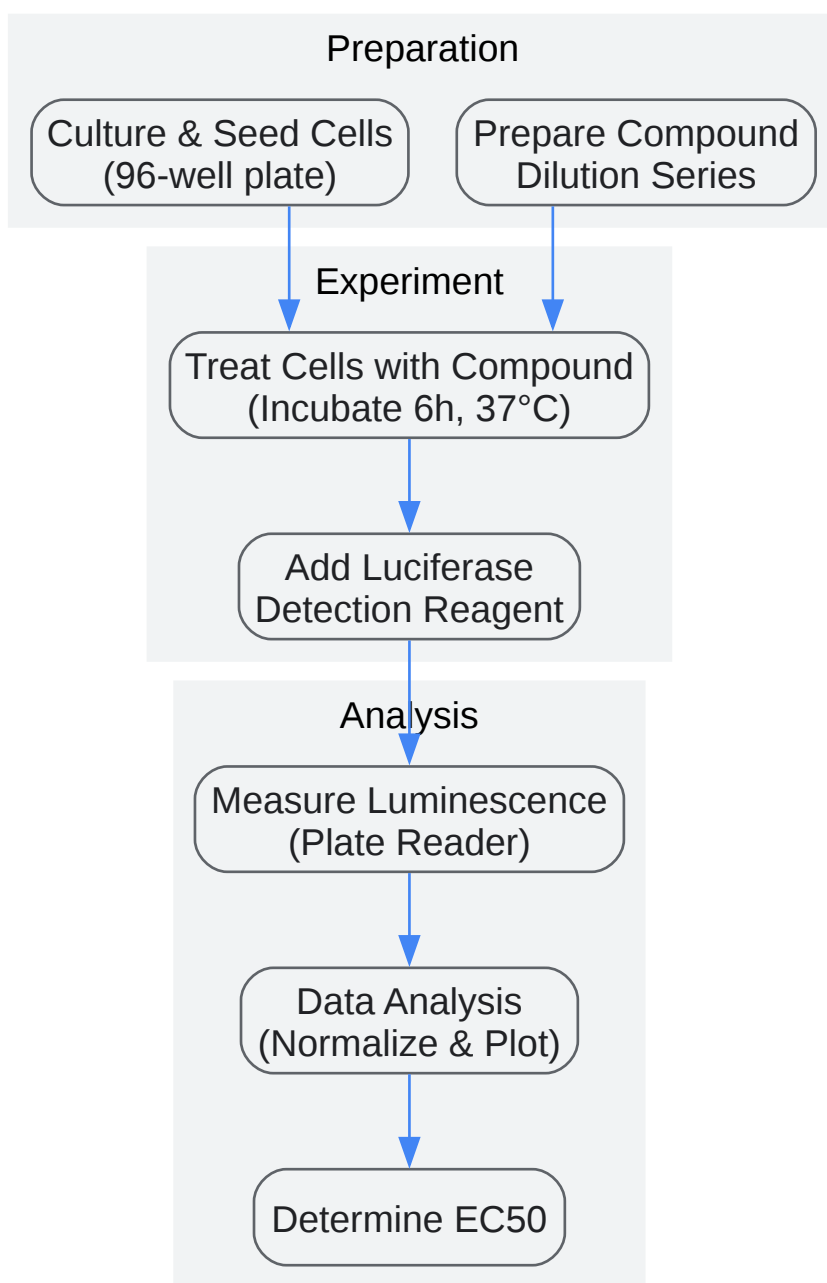 Preparation
Culture & Seed Cells
(96-well plate)
Prepare Compound
Dilution Series
Experiment
Treat Cells with Compound
(Incubate 6h, 37°C)
Add Luciferase
Detection Reagent
Analysis
Measure Luminescence
(Plate Reader)
Data Analysis
(Normalize & Plot)
Determine EC50